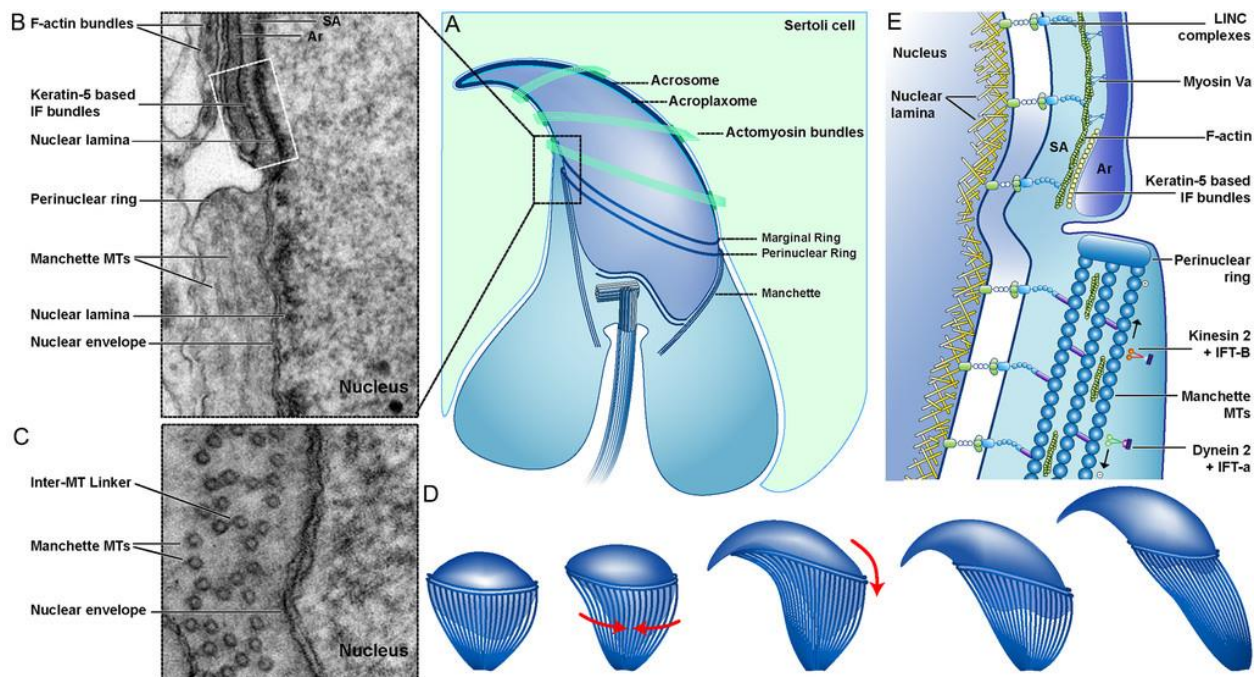 B
F-actin bundles
SA
Ar
Keratin-5 based
IF bundles
Nuclear lamina
Perinuclear ring
Manchette MTs
Nuclear lamina
Nuclear envelope
Nucleus
A
Sertoli cell
Acrosome
Acroplaxome
Actomyosin bundles
Marginal Ring
Perinuclear Ring
Manchette
E
Nucleus
Nuclear
lamina
SA
Ar
LINC
complexes
Myosin Va
F-actin
Keratin-5 based
IF bundles
Perinuclear
ring
Kinesin 2
+ IFT-B
Manchette
MTs
Dynein 2
+ IFT-a
C
Inter-MT Linker
Manchette MTs
Nuclear envelope
Nucleus
D